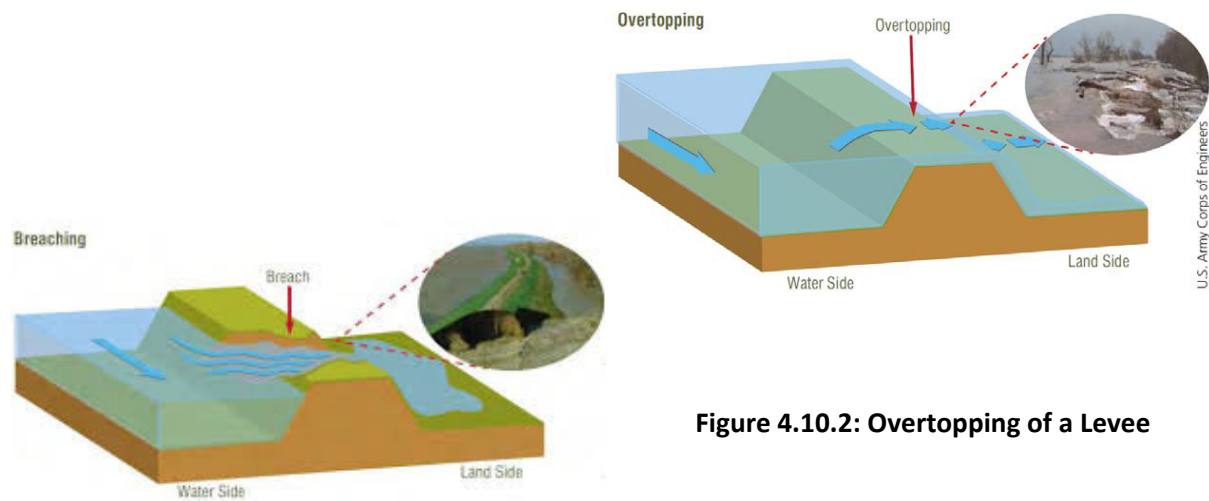 Overtopping
Overtopping
U.S. Army Corps of Engineers
Land Side
Water Side
Breaching
Breach
Land Side
Water Side
Figure 4.10.2: Overtopping of a Levee